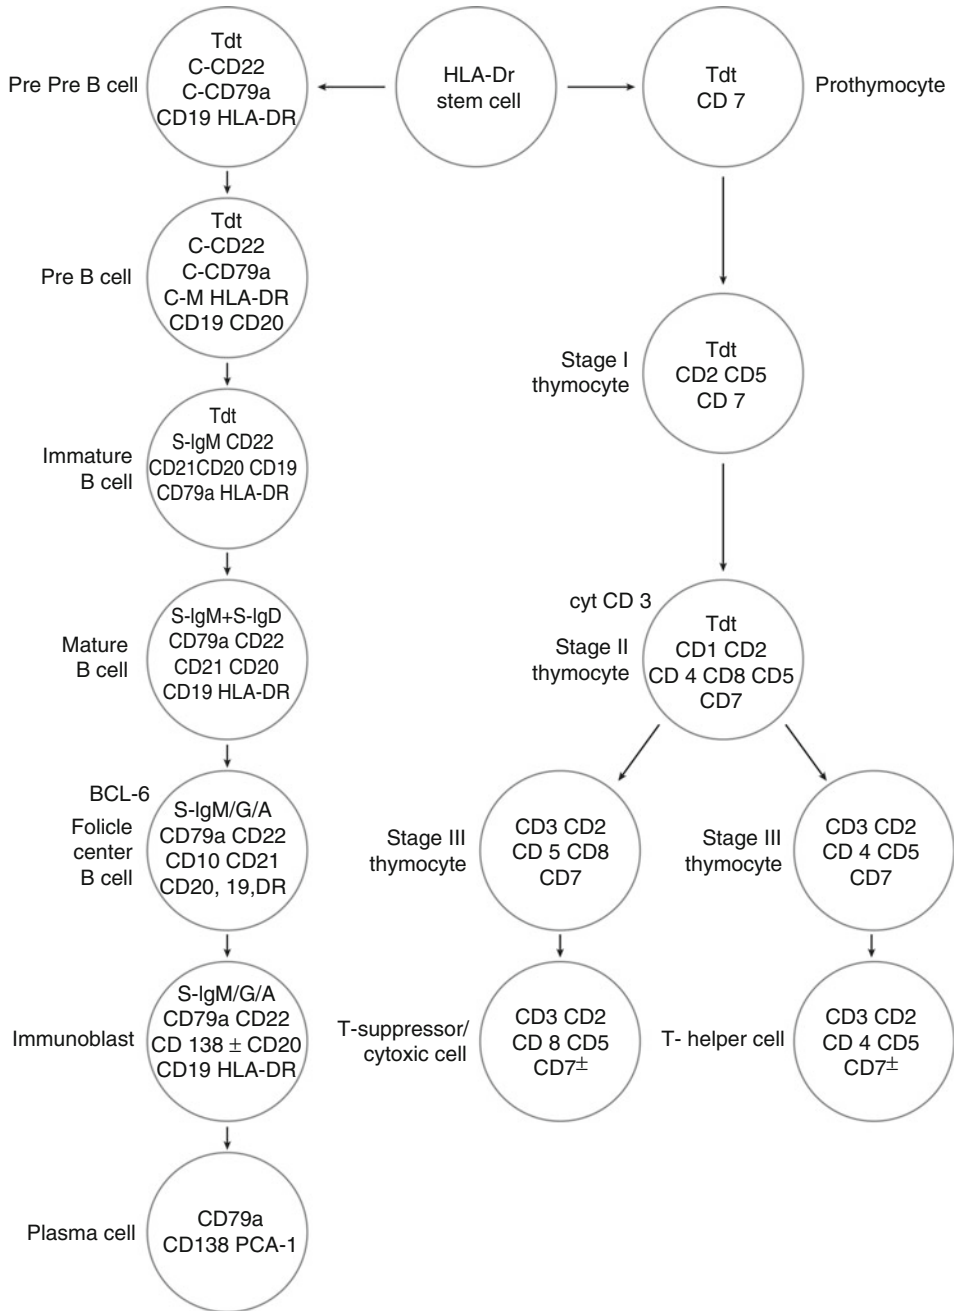 Pre Pre B cell
Tdt
C-CD22
C-CD79a
CD19 HLA-DR
HLA-Dr
stem cell
Tdt
CD 7
Prothymocyte
Pre B cell
Tdt
C-CD22
C-CD79a
C-M HLA-DR
CD19 CD20
Stage I
thymocyte
Tdt
CD2 CD5
CD 7
Immature
B cell
Tdt
S-IgM CD22
CD21CD20 CD19
CD79a HLA-DR
Mature
B cell
S-IgM+S-IgD
CD79a CD22
CD21 CD20
CD19 HLA-DR
cyt CD 3
Stage II
thymocyte
Tdt
CD1 CD2
CD 4 CD8 CD5
CD7
BCL-6
Folicle
center
B cell
S-IgM/G/A
CD79a CD22
CD10 CD21
CD20, 19,DR
Stage III
thymocyte
CD3 CD2
CD 5 CD8
CD7
Stage III
thymocyte
CD3 CD2
CD 4 CD5
CD7
Immunoblast
S-IgM/G/A
CD79a CD22
CD 138 ± CD20
CD19 HLA-DR
T-suppressor/
cytoxic cell
CD3 CD2
CD 8 CD5
CD7±
T- helper cell
CD3 CD2
CD 4 CD5
CD7±
Plasma cell
CD79a
CD138 PCA-1